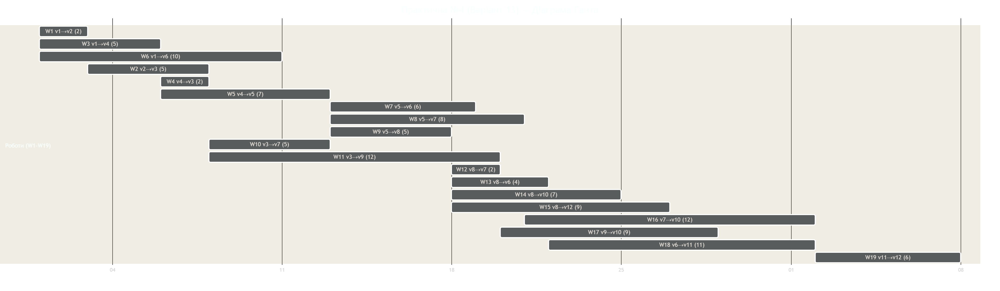 W1 v1→v2 (2)
W3 v1→v4 (5)
W6 v1→v6 (10)
W2 v2→v3 (5)
W4 v4→v3 (2)
W5 v4→v5 (7)
W7 v5→v6 (6)
W8 v5→v7 (8)
W9 v5→v8 (5)
Роботи (W1-W19)
W10 v3→v7 (5)
W11 v3→v9 (12)
W12 v8→v7 (2)
W13 v8→v6 (4)
W14 v8→v10 (7)
W15 v8→v12 (9)
W16 v7→v10 (12)
W17 v9→v10 (9)
W18 v6→v11 (11)
W19 v11→v12 (6)
04 11 18 25 01 08